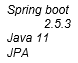 Spring boot
2.5.3
Java 11
JPA